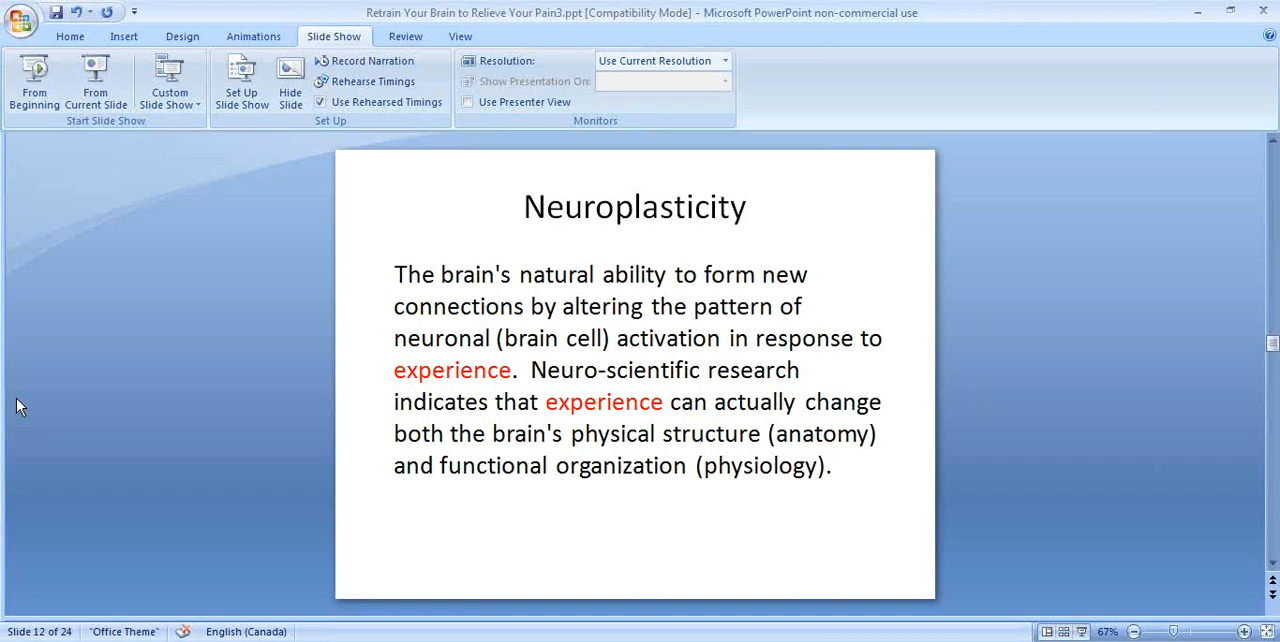 Retrain Your Brain to Relieve Your Pain3.ppt [Compatibility Mode] - Microsoft PowerPoint non-commercial use
Home Insert Design Animations Slide Show Review View
From Beginning
From Current Slide
Custom Slide Show
Start Slide Show
Set Up Slide Show
Hide Slide
Record Narration
Rehearse Timings
Use Rehearsed Timings
Set Up
Resolution: Use Current Resolution
Show Presentation On:
Use Presenter View
Monitors
Neuroplasticity
The brain's natural ability to form new
connections by altering the pattern of
neuronal (brain cell) activation in response to
experience.  Neuro-scientific research
indicates that experience can actually change
both the brain's physical structure (anatomy)
and functional organization (physiology).
Slide 12 of 24 "Office Theme" English (Canada) 67%